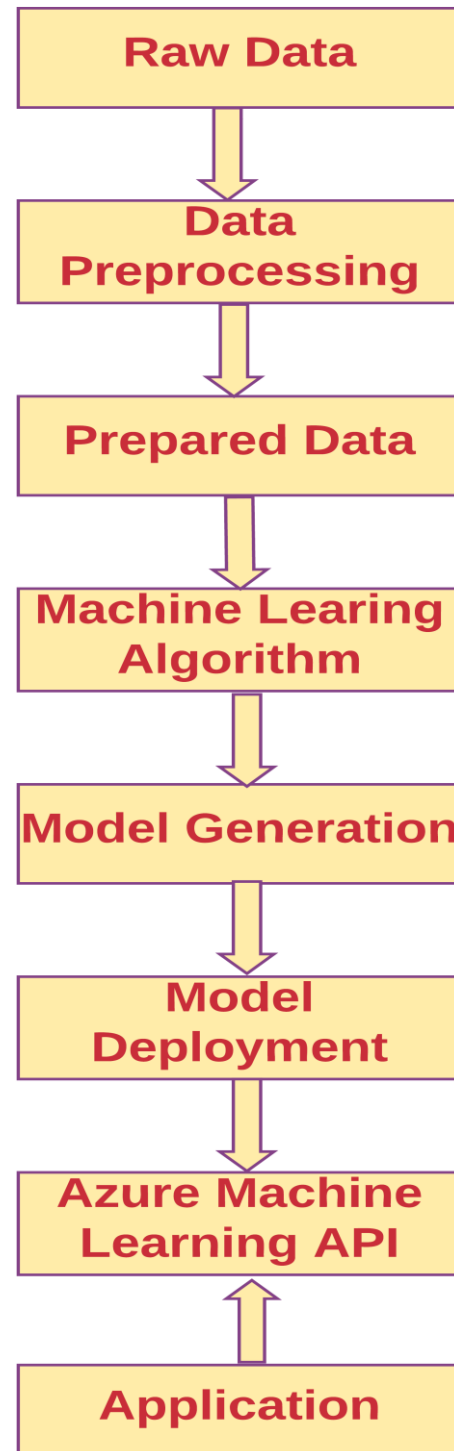 Raw Data
Data
Preprocessing
Prepared Data
Machine Learing
Algorithm
Model Generation
Model
Deployment
Azure Machine
Learning API
Application